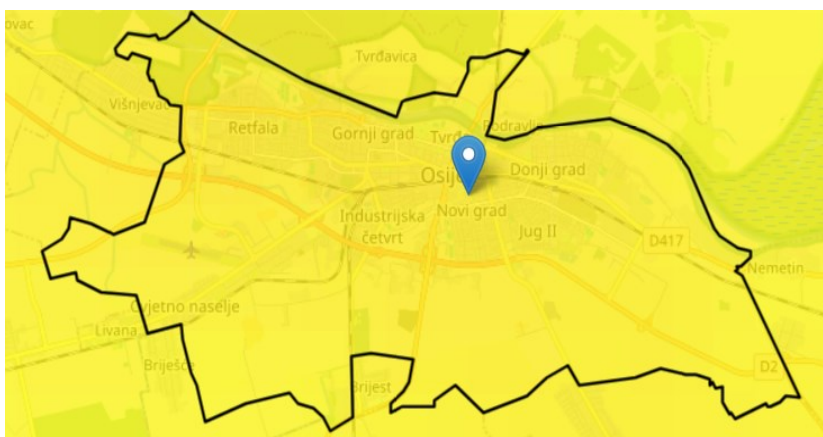 Tvrđavica
Višnjevac
Retfala
Gornji grad
Podravlje
Osije
Donji grad
Industrijska
četvrt
Novi grad
Jug II
D417
Nemetin
Cvjetno naselje
Livana
Briješće
Brijest
D2